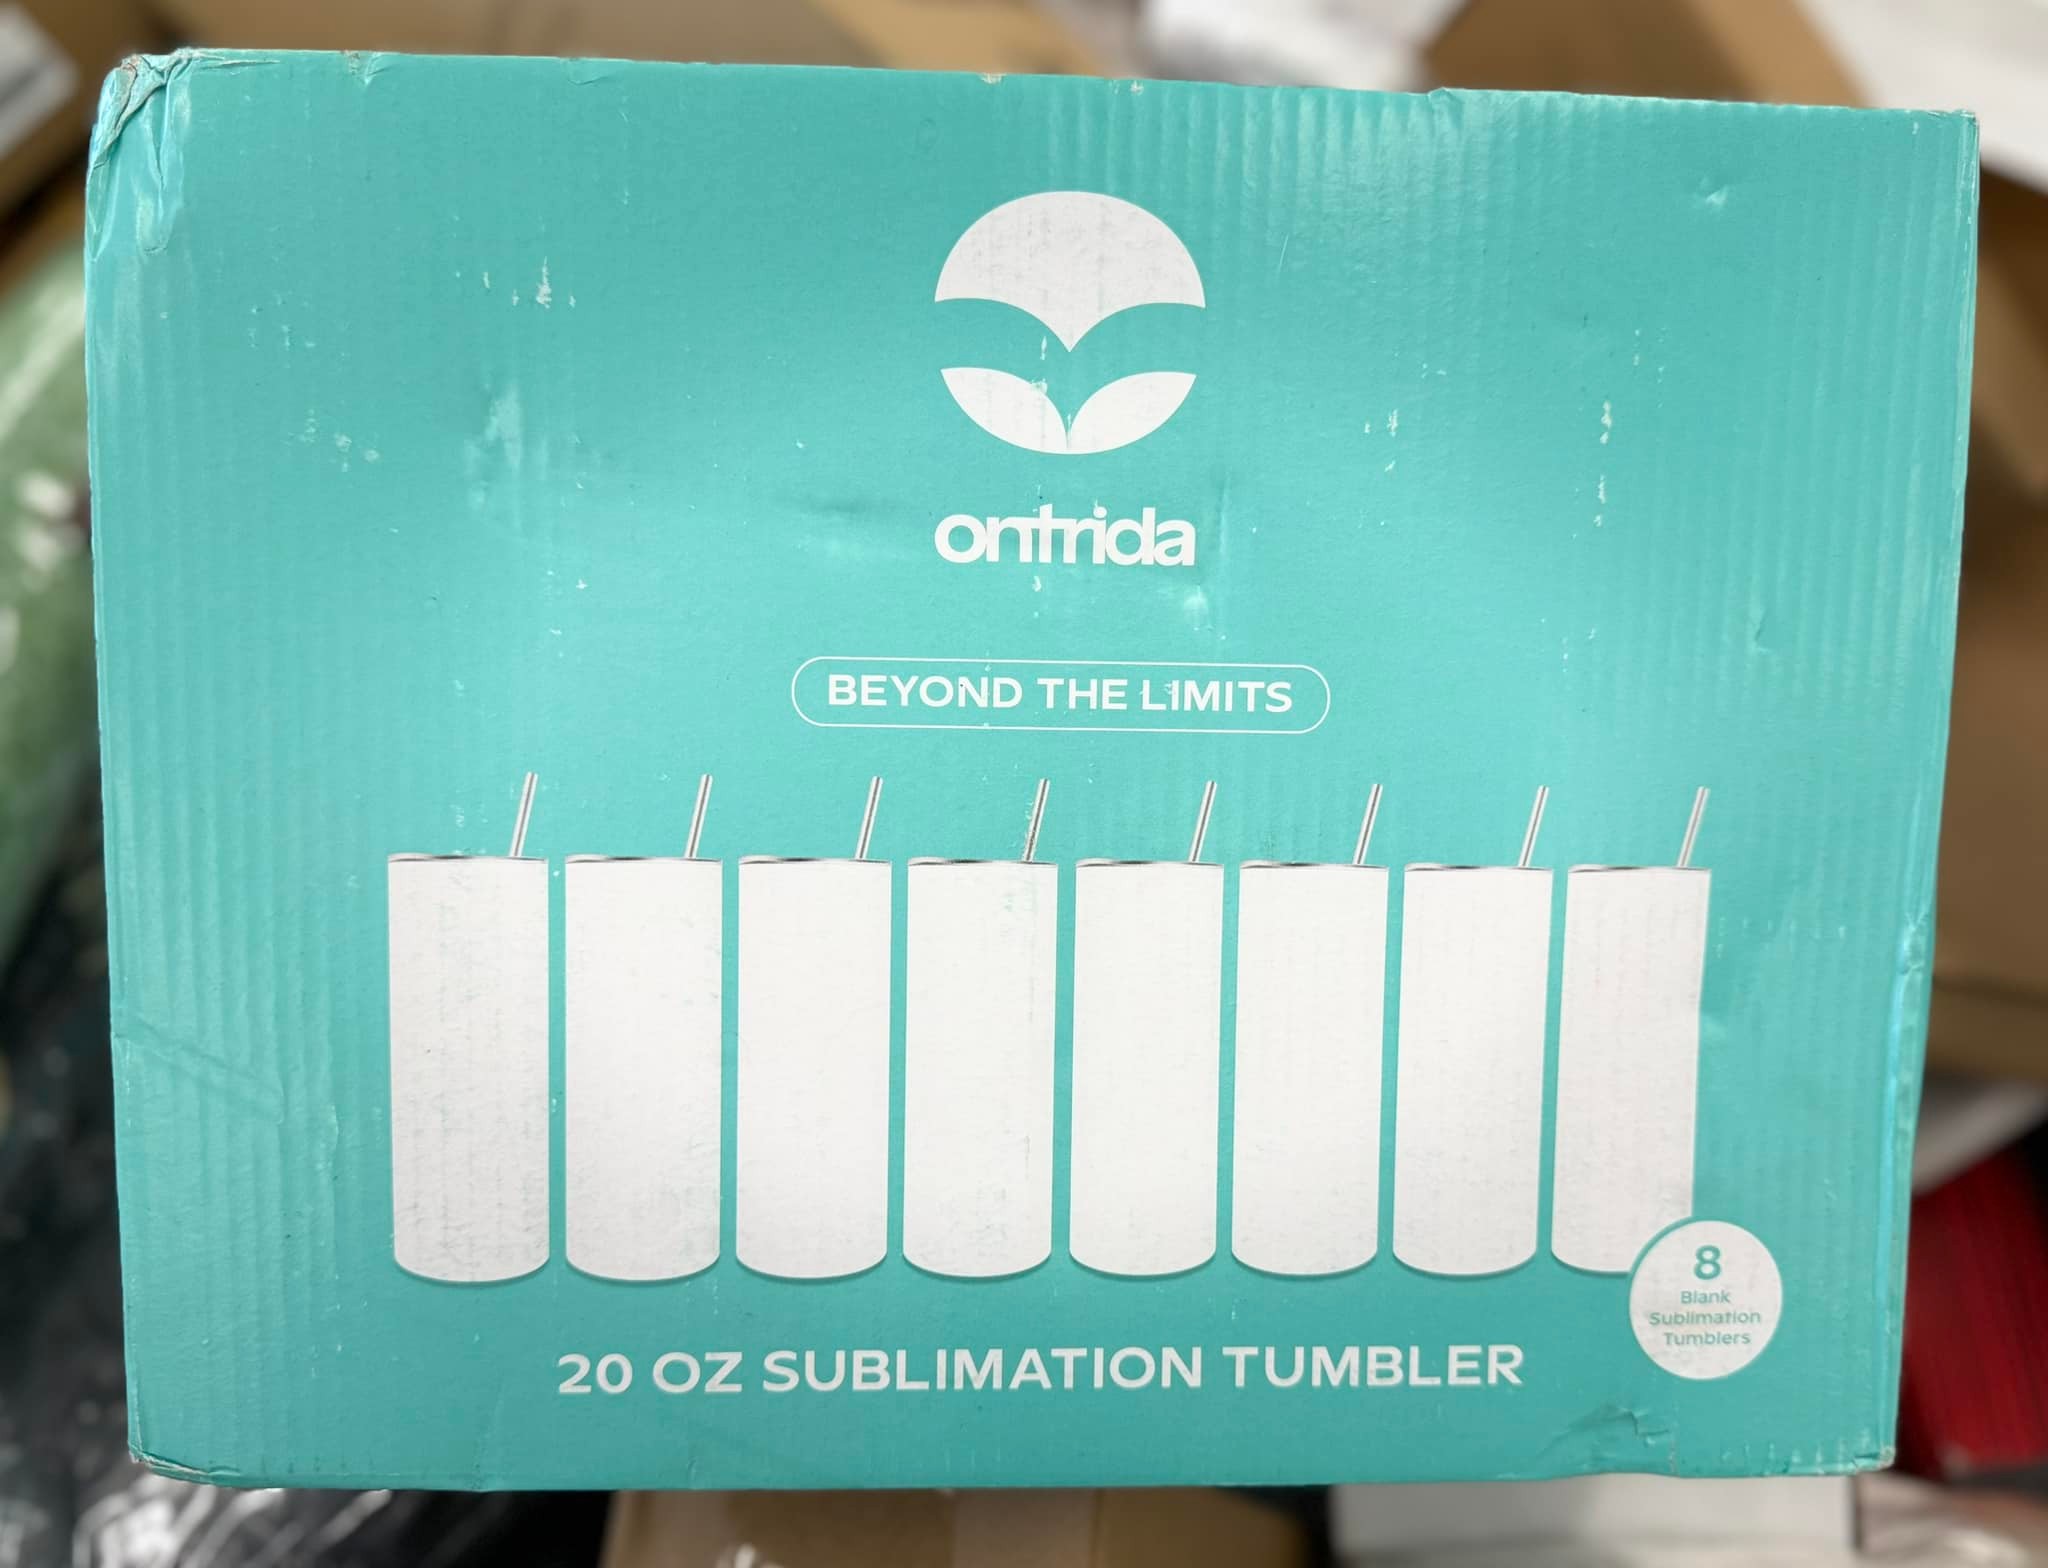 ontrida
BEYOND THE LIMITS
8
Blank
Sublimation
Tumblers
20 OZ SUBLIMATION TUMBLER